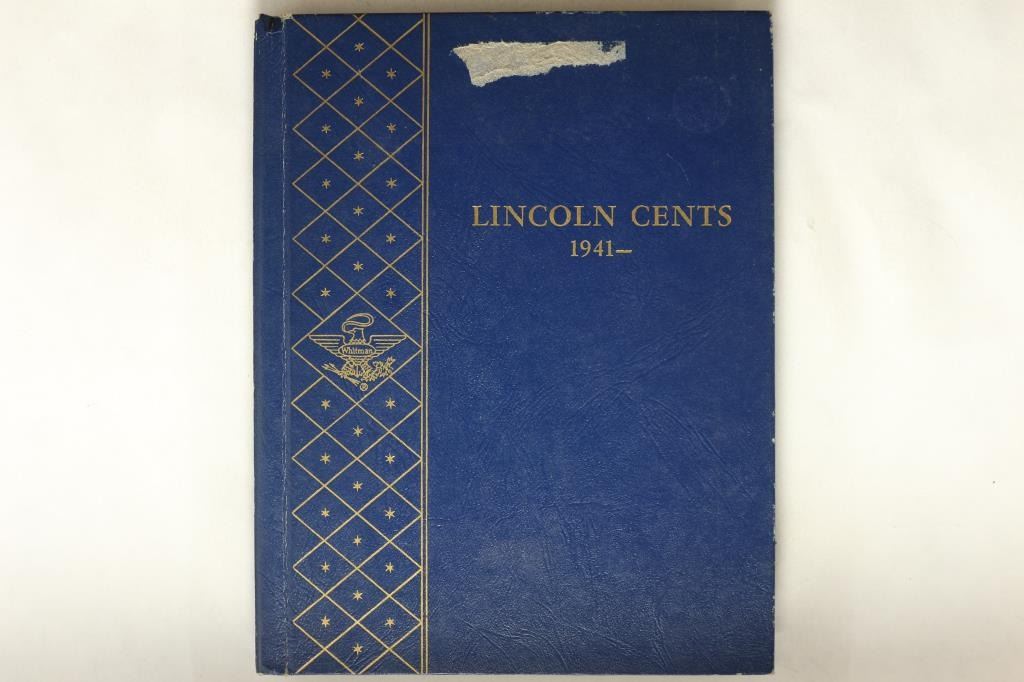 LINCOLN CENTS
1941—
Whitman
®